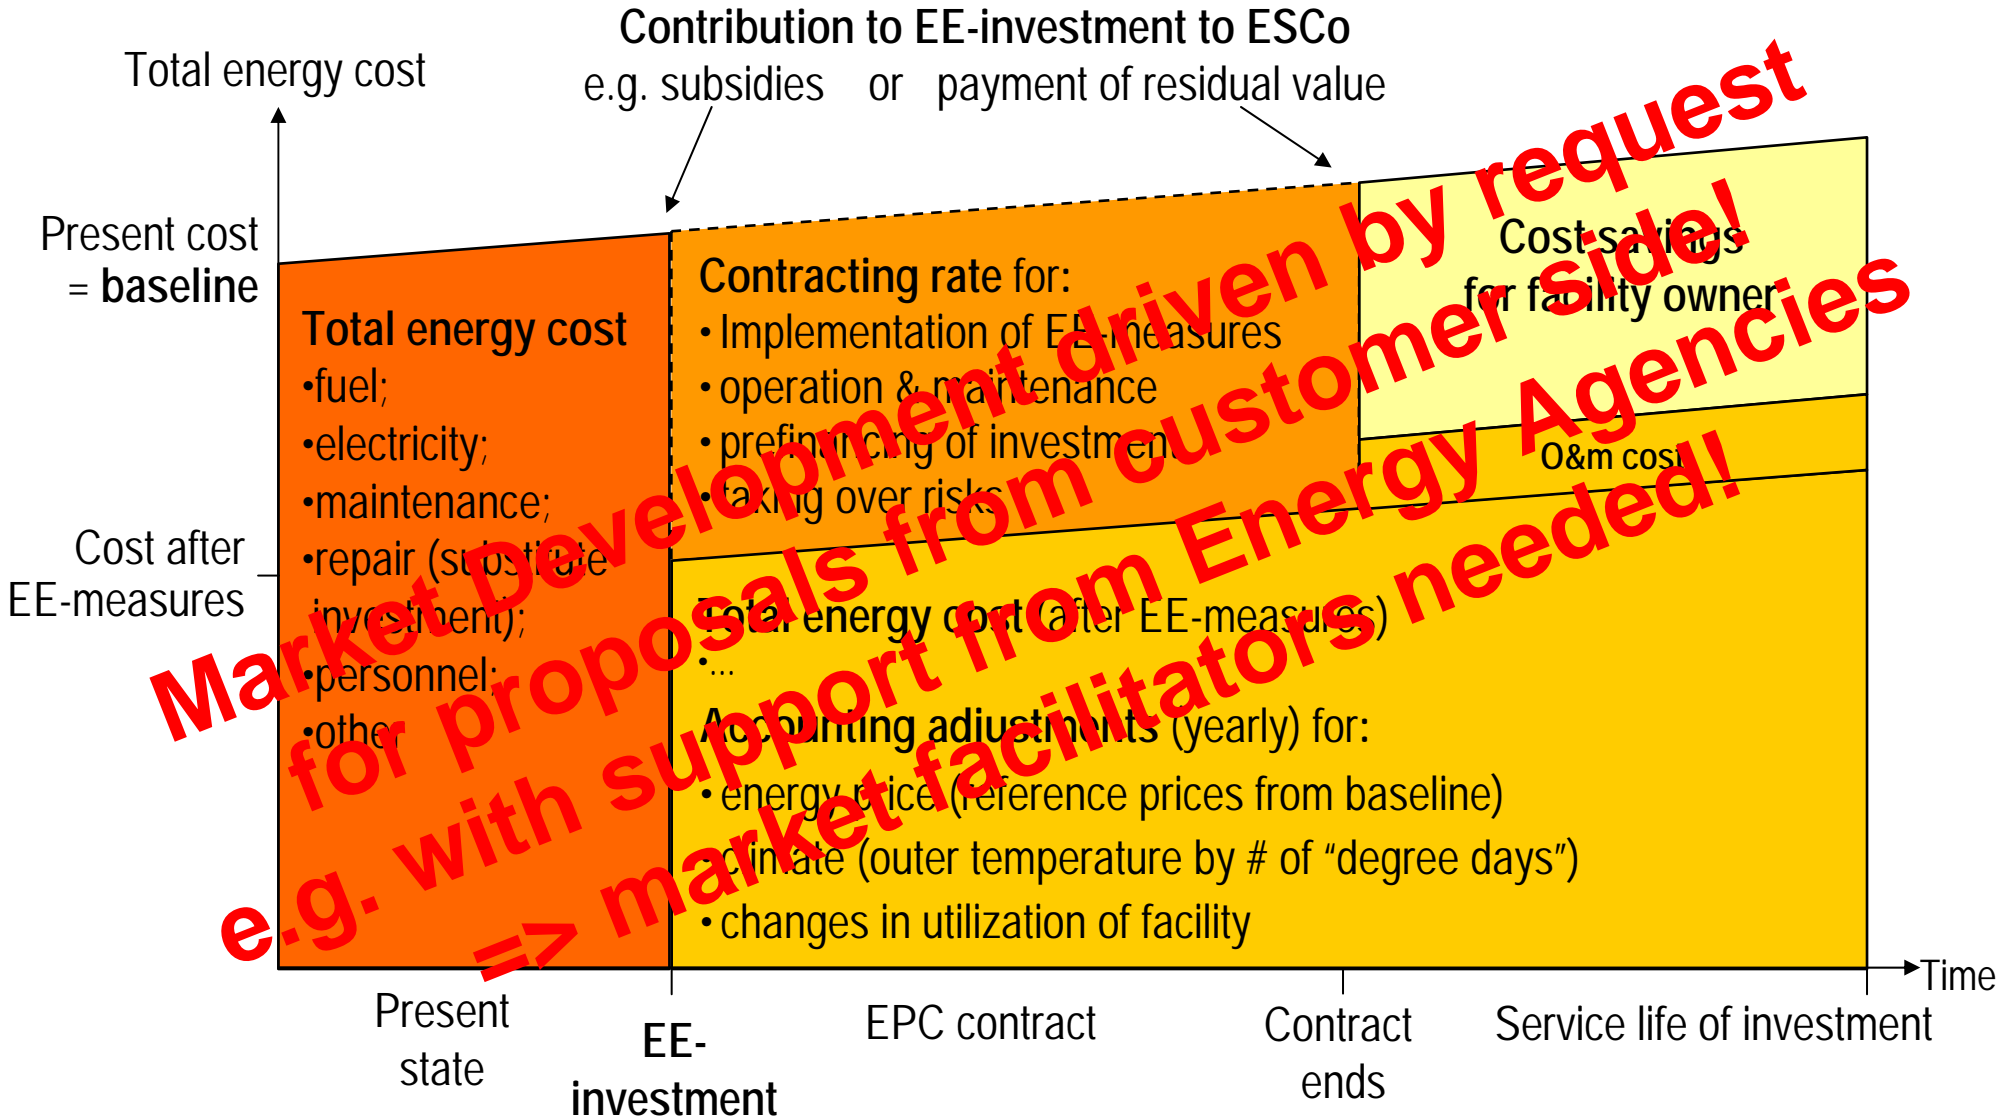 Contribution to EE-investment to ESCo
e.g. subsidies or payment of residual value
Total energy cost
Present cost
= baseline
Cost after
EE-measures
Total energy cost
•fuel;
•electricity;
•maintenance;
•repair (substitute
investment);
•personnel;
•other
Contracting rate for:
• Implementation of EE-measures
• operation & maintenance
• prefinancing of investment
• taking over risks
Cost savings
for facility owner
O&m cost
Total energy cost (after EE-measures)
•...
Accounting adjustments (yearly) for:
• energy price (reference prices from baseline)
• climate (outer temperature by # of “degree days”)
• changes in utilization of facility
Market Development driven by request
for proposals from customer side!
e.g. with support from Energy Agencies
=> market facilitators needed!
Time
Present
state
EE-
investment
EPC contract
Contract
ends
Service life of investment